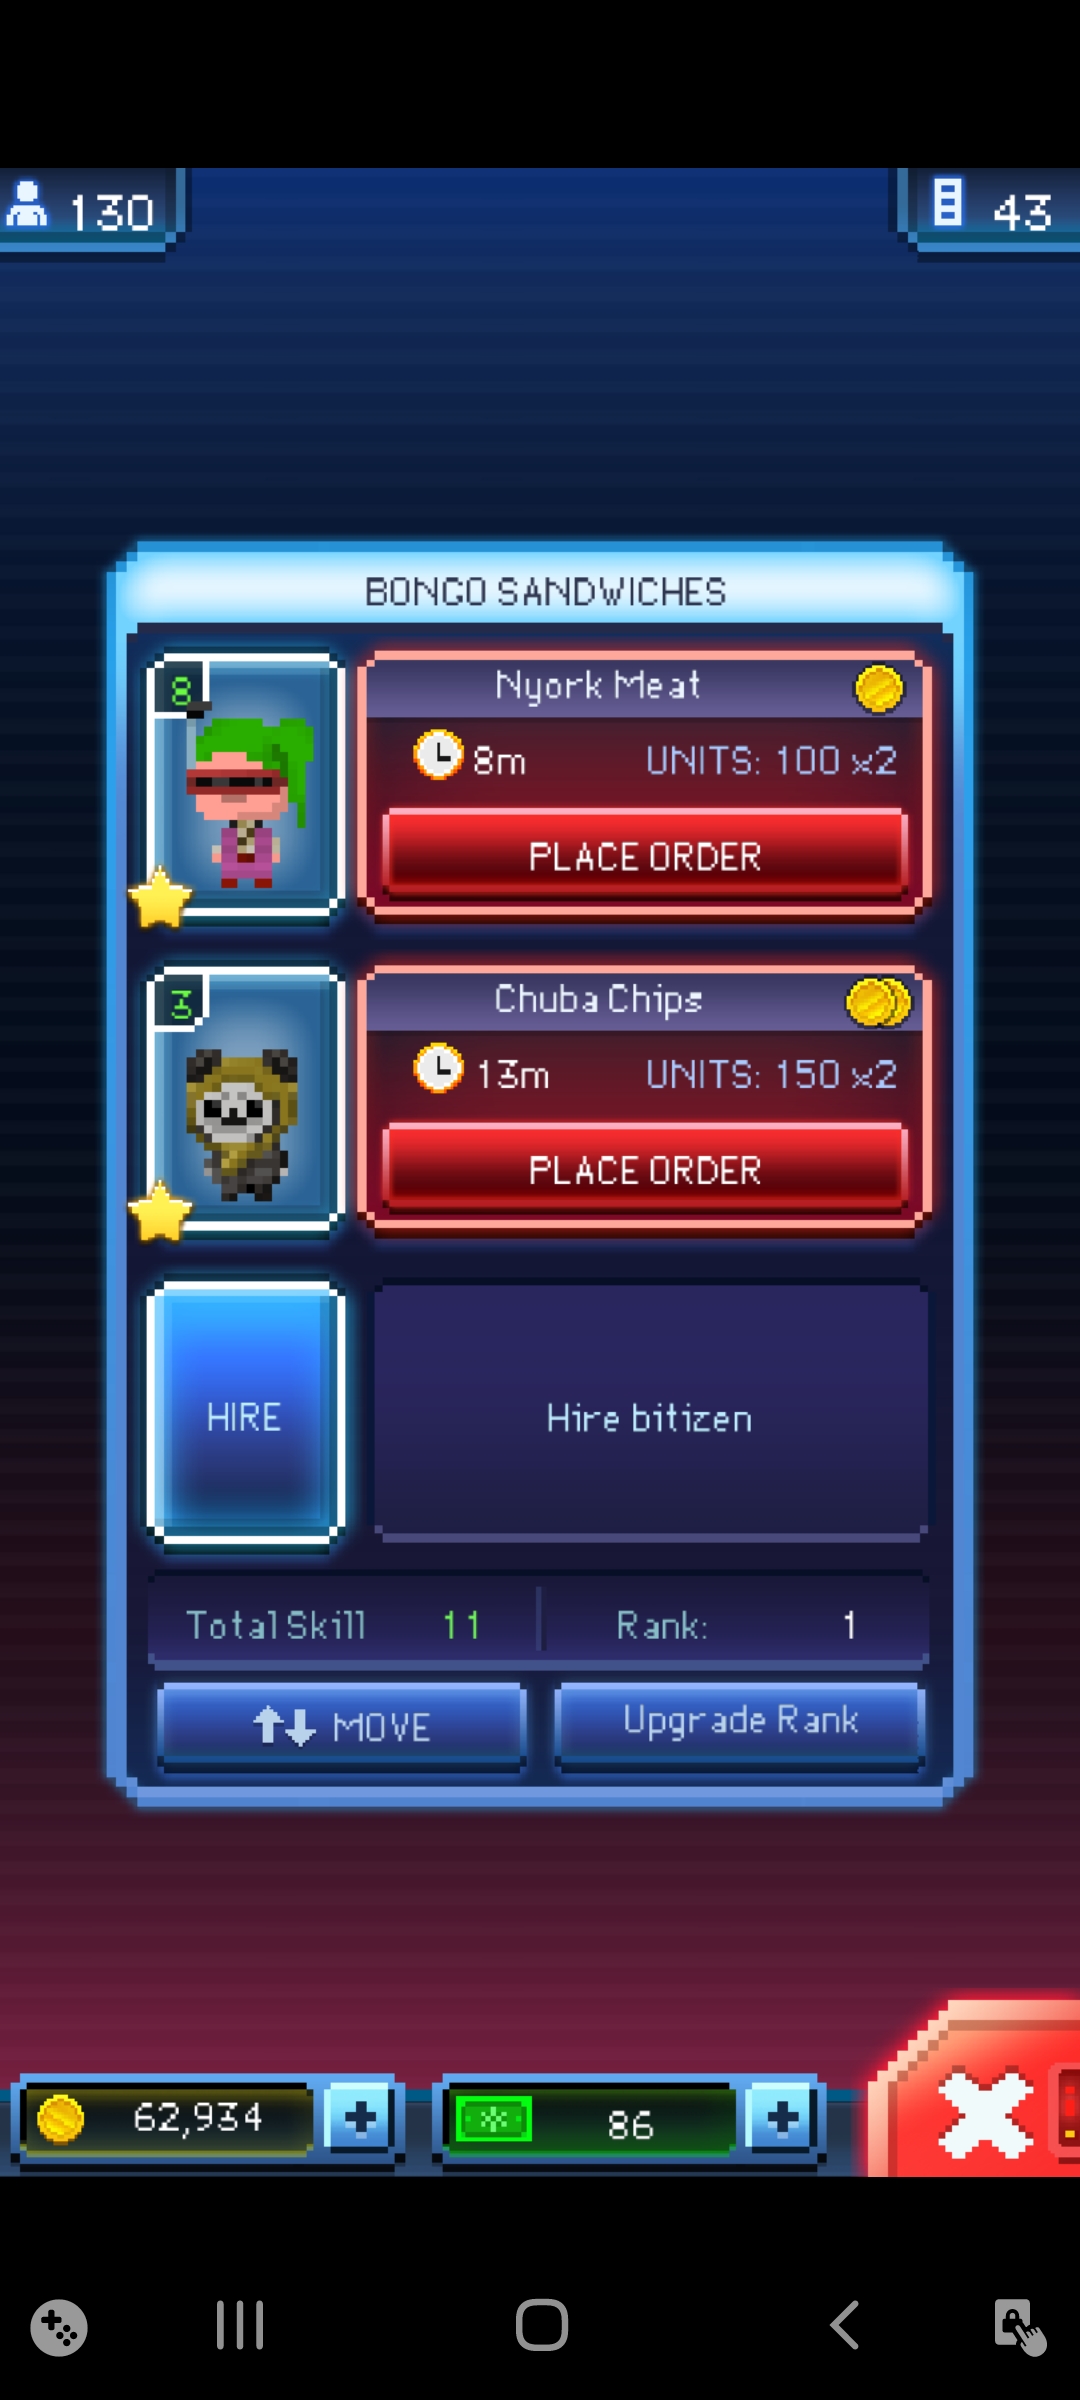 130
43
BONGO SANDWICHES
8
Nyork Meat
8m
UNITS: 100 x2
PLACE ORDER
3
Chuba Chips
13m
UNITS: 150 x2
PLACE ORDER
HIRE
Hire bitizen
Total Skill 11
Rank: 1
MOVE
Upgrade Rank
62,934
86